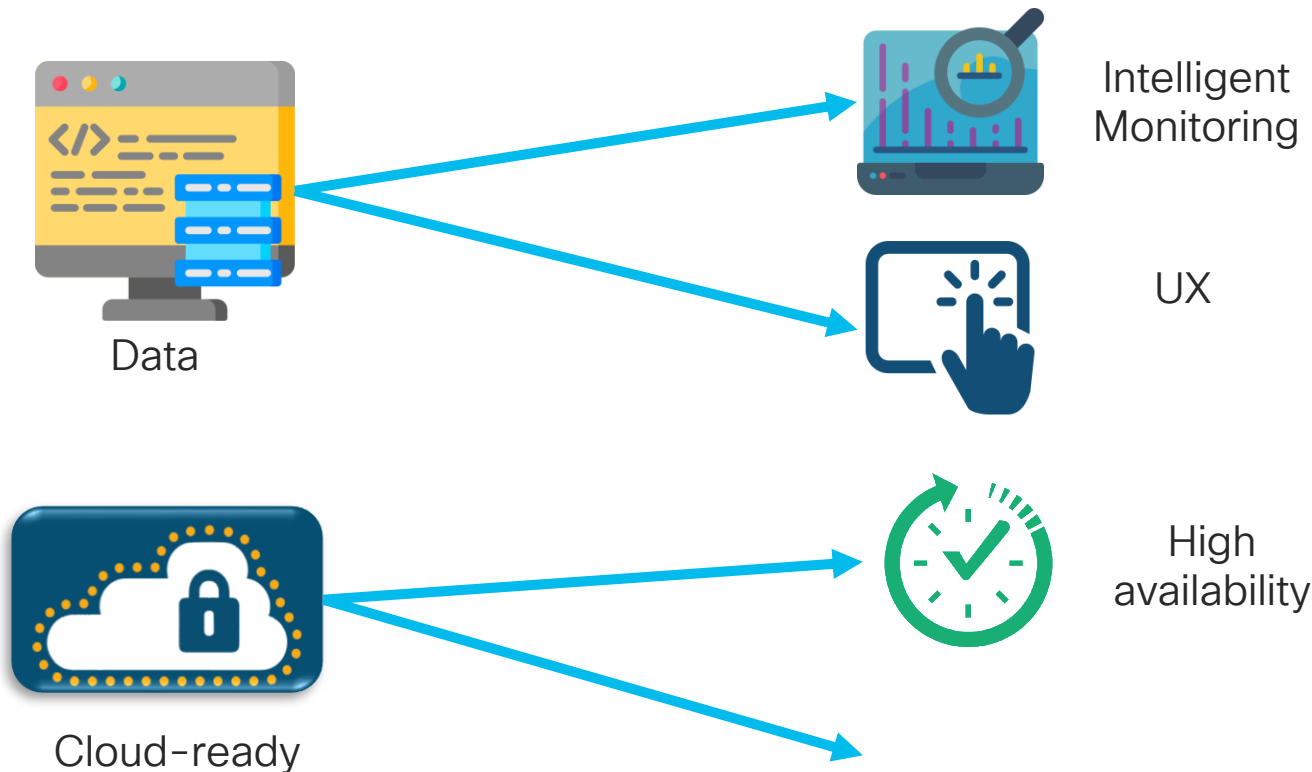 Intelligent
Monitoring
UX
Data
High
availability
Cloud-ready